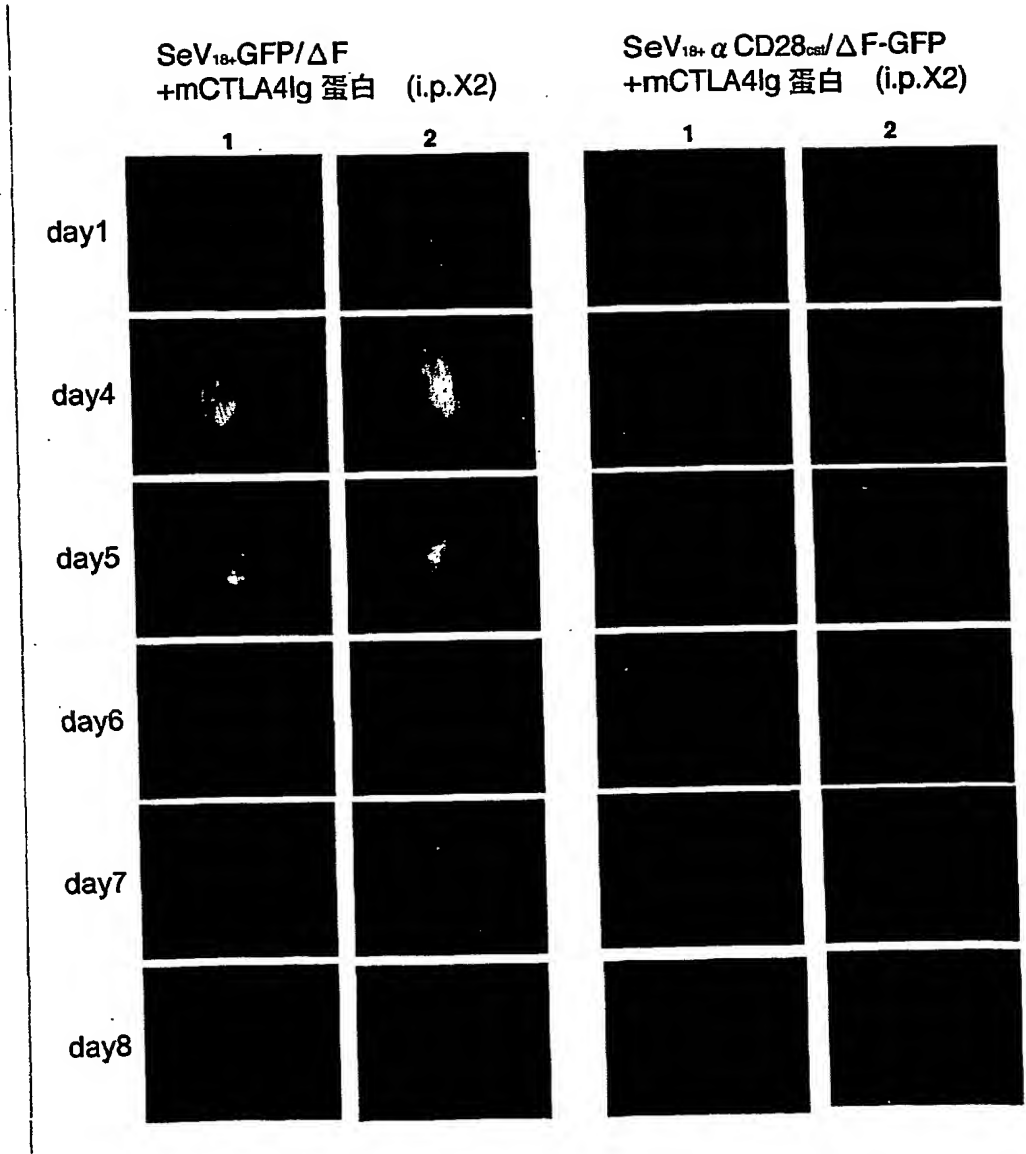 SeV18+GFP/ΔF
+mCTLA4Ig 蛋白 (i.p.X2)
1 2
SeV18+αCD28cst/ΔF-GFP
+mCTLA4Ig 蛋白 (i.p.X2)
1 2
day1
day4
day5
day6
day7
day8